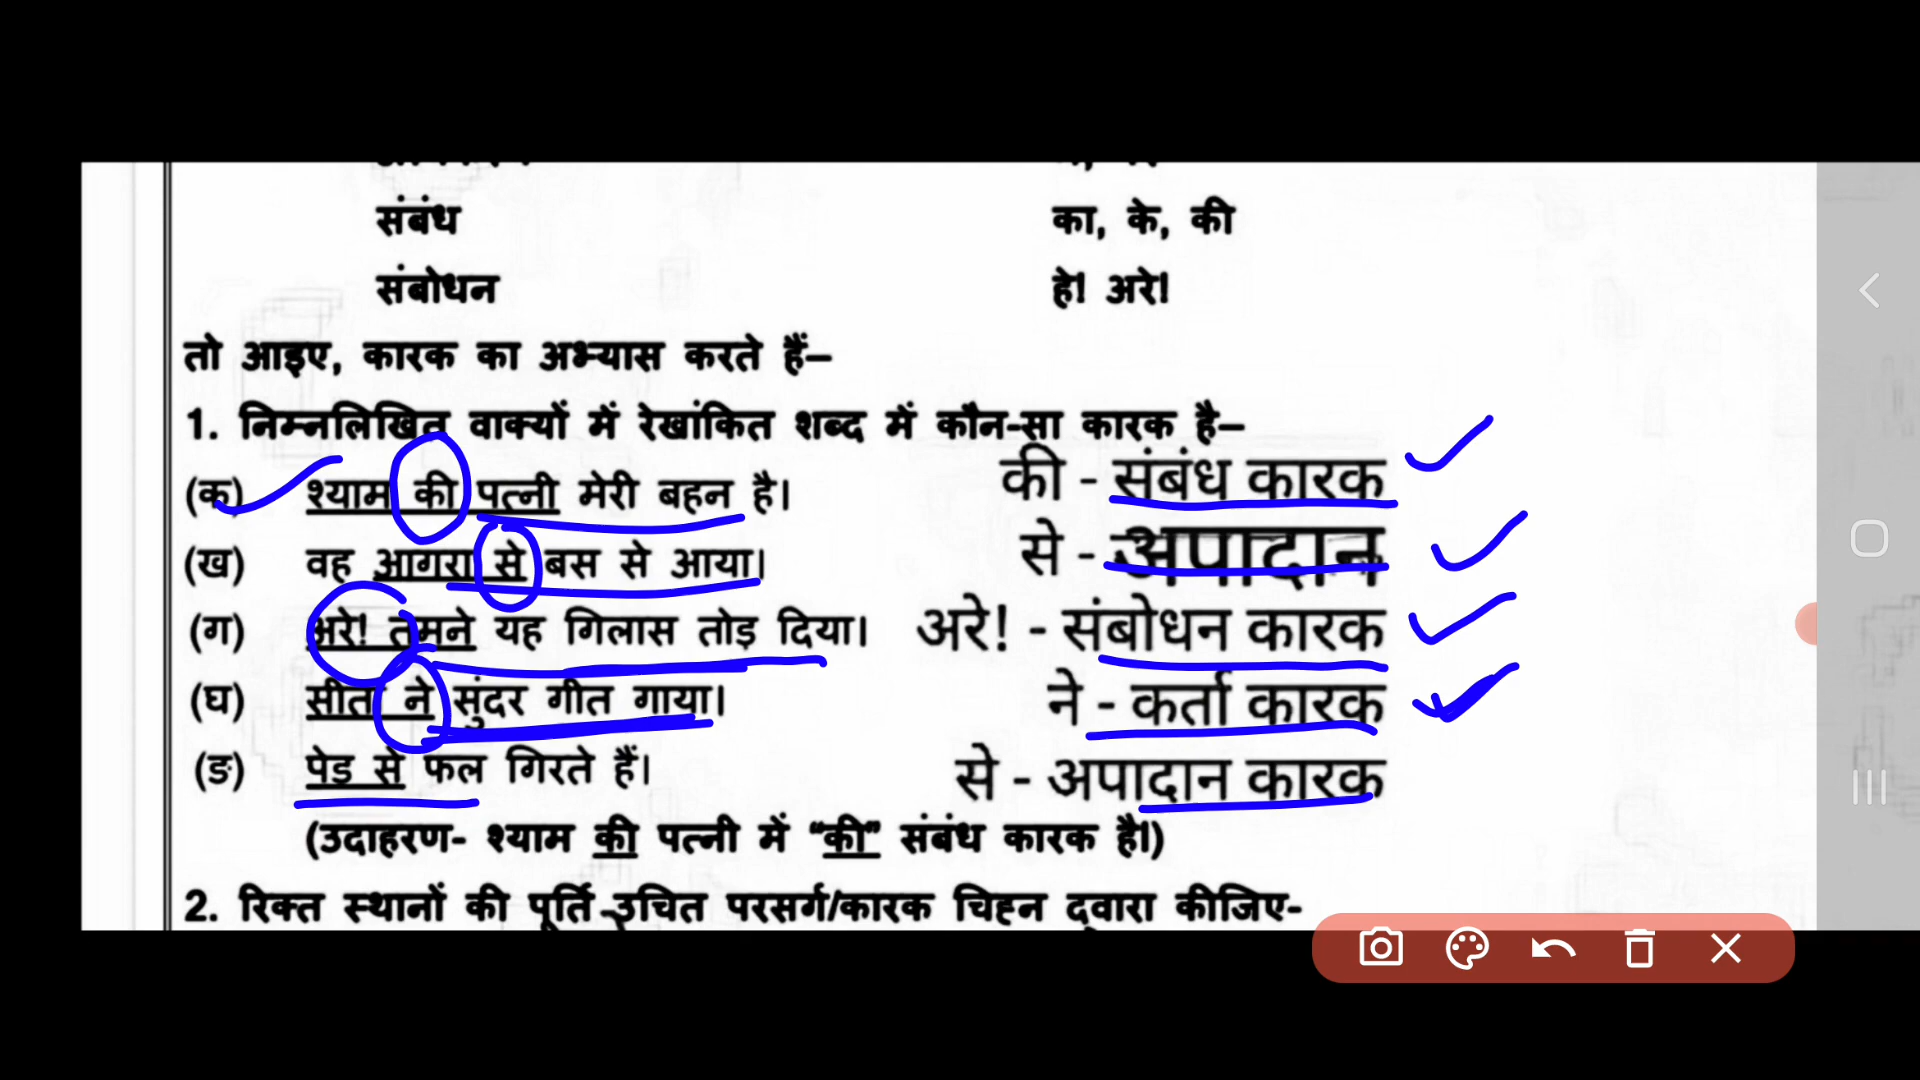 संबंध का, के, की
संबोधन हे! अरे!
तो आइए, कारक का अभ्यास करते हैं–
1. निम्नलिखित वाक्यों में रेखांकित शब्द में कौन-सा कारक है–
(क) श्याम की पत्नी मेरी बहन है। की - संबंध कारक
(ख) वह आगरा से बस से आया। से - अपादान
(ग) अरे! तुमने यह गिलास तोड़ दिया। अरे! - संबोधन कारक
(घ) सीता ने सुंदर गीत गाया। ने - कर्ता कारक
(ङ) पेड़ से फल गिरते हैं। से - अपादान कारक
(उदाहरण- श्याम की पत्नी में “की” संबंध कारक है।)
2. रिक्त स्थानों की पूर्ति उचित परसर्ग/कारक चिह्न द्वारा कीजिए-